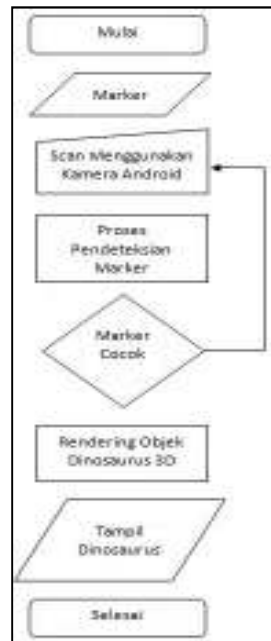 Mulai
Marker
Scan Menggunakan
Kamera Android
Proses
Pendeteksian
Marker
Marker
Cocok
Rendering Objek
Dinosaurus 3D
Tampil
Dinosaurus
Selesai